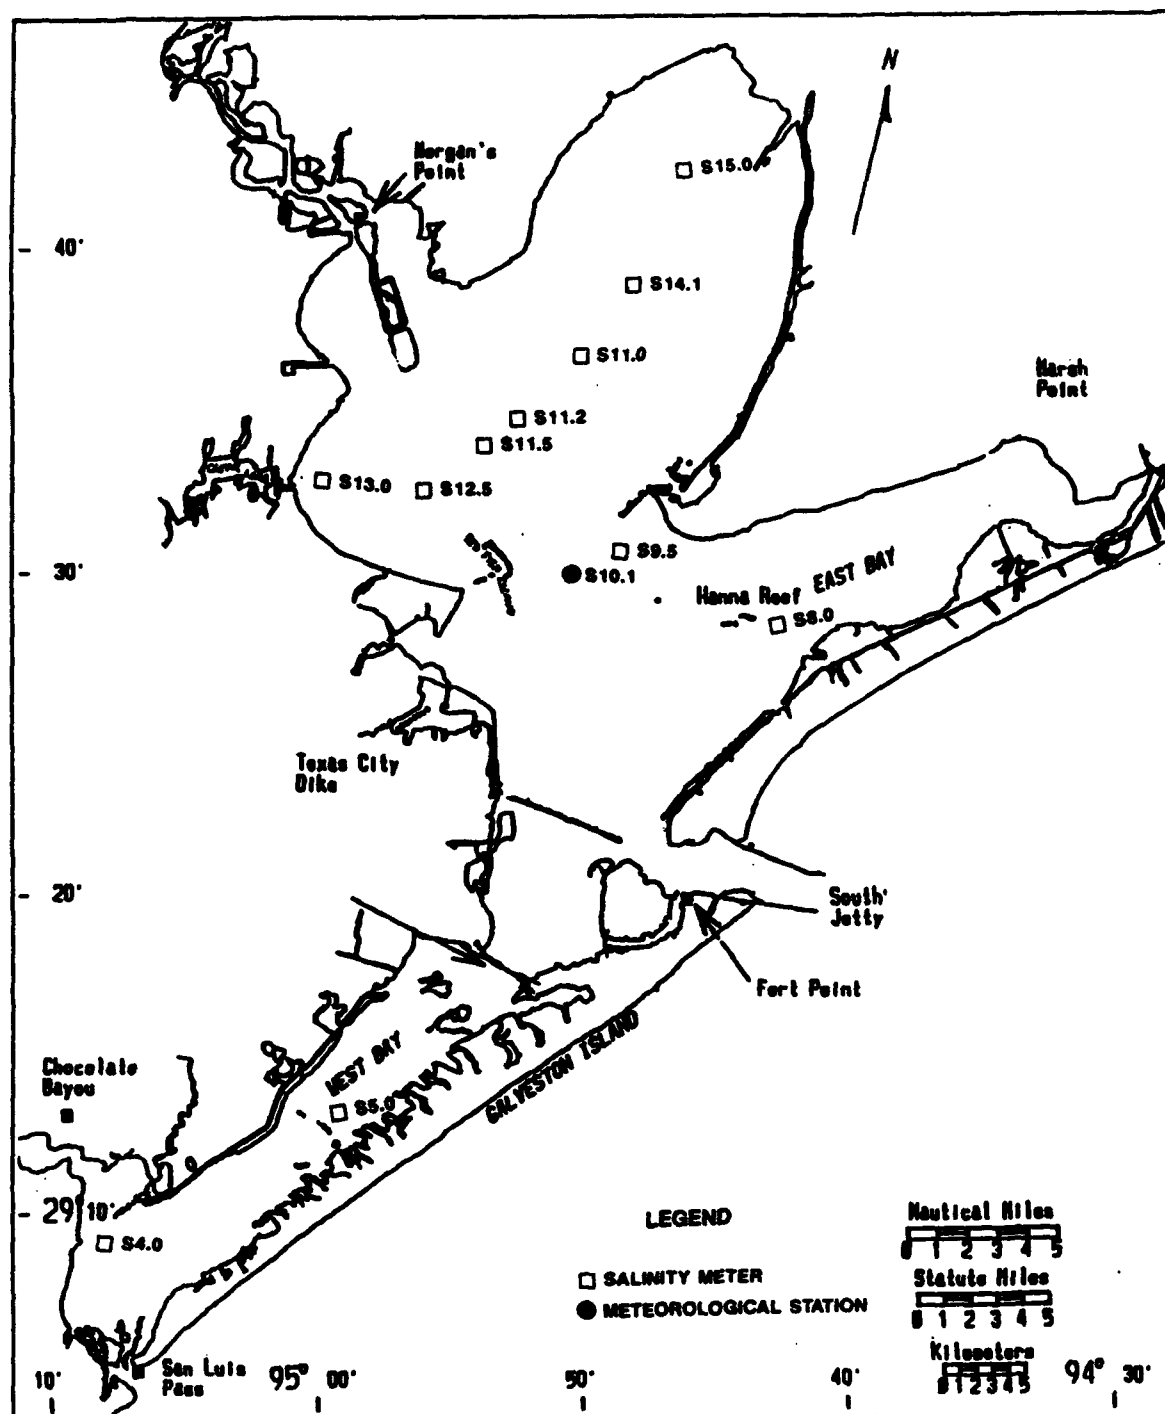 N
Morgan's
Point
S15.0
40'
S14.1
S11.0
Marsh
Point
S11.2
S11.5
S13.0
S12.5
S9.5
30'
S10.1
Hanna Reef
EAST BAY
S8.0
Texas City
Dike
20'
South
Jetty
Fort Point
GALVESTON ISLAND
WEST BAY
Chocolate
Bayou
S5.0
29° 10'
S4.0
LEGEND
SALINITY METER
METEOROLOGICAL STATION
Nautical Miles
0 1 2 3 4 5
Statute Miles
0 1 2 3 4 5
Kilometers
0 1 2 3 4 5
San Luis
Pass
10'
95° 00'
50'
40'
94° 30'